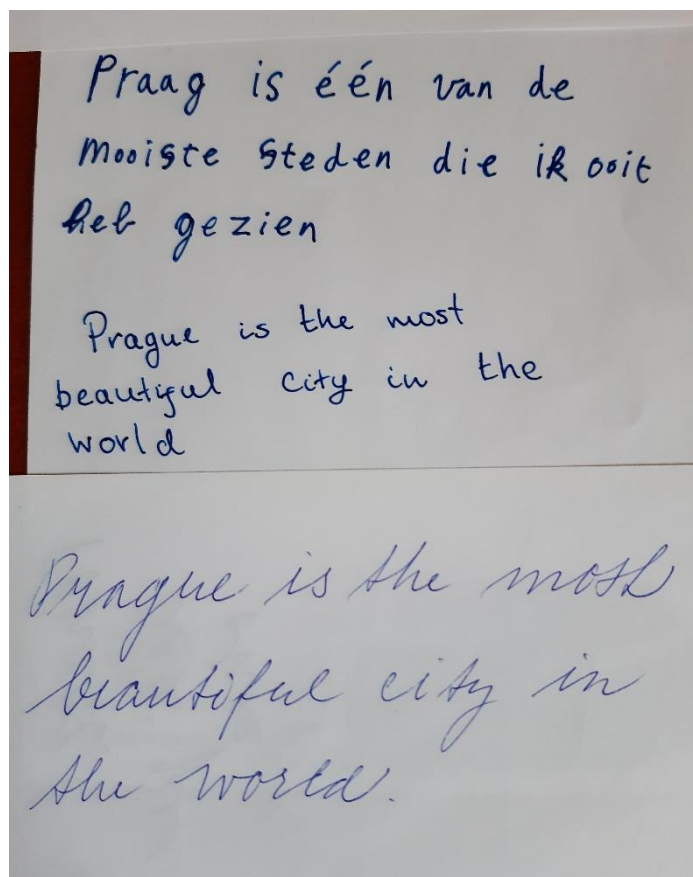 Praag is één van de
mooiste steden die ik ooit
heb gezien
Prague is the most
beautiful city in the
world
Prague is the most
beautiful city in
the world.